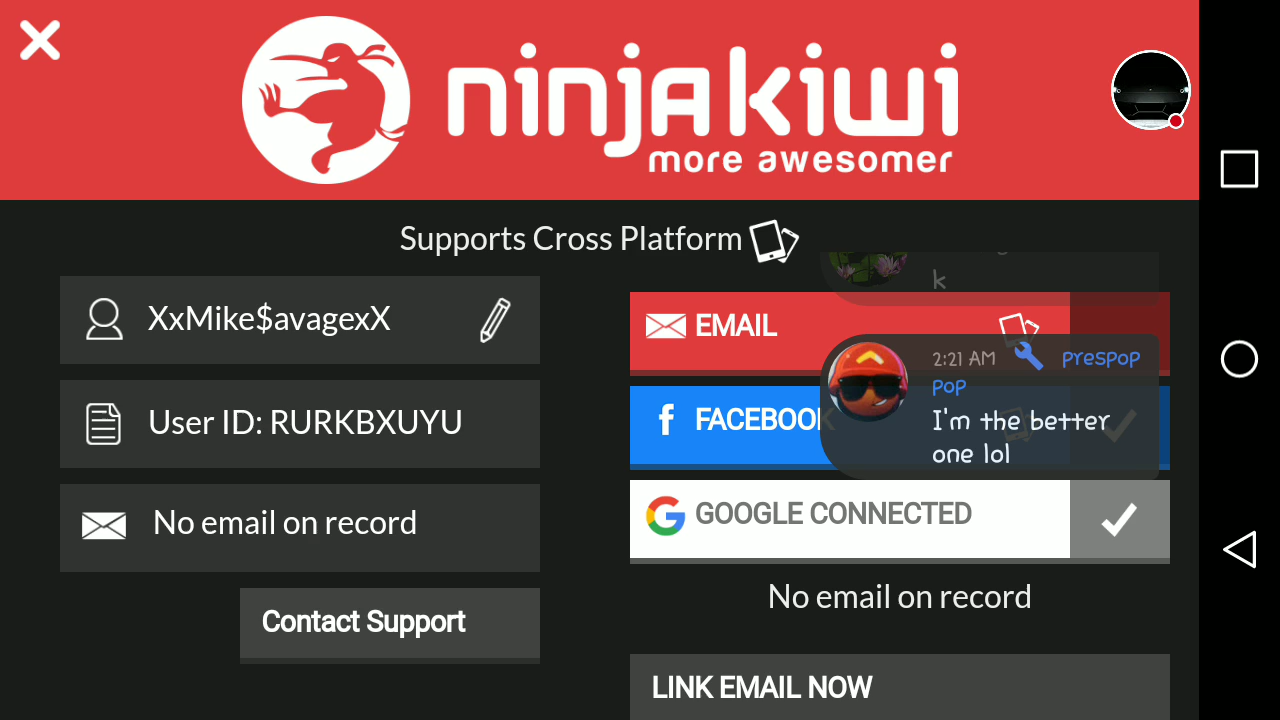 ninjakiwi
more awesomer
Supports Cross Platform
XxMike$avagexX
User ID: RURKBXUYU
No email on record
Contact Support
k
EMAIL
2:21 AM prespop
pop
I'm the better
one lol
FACEBOOK
GOOGLE CONNECTED
No email on record
LINK EMAIL NOW